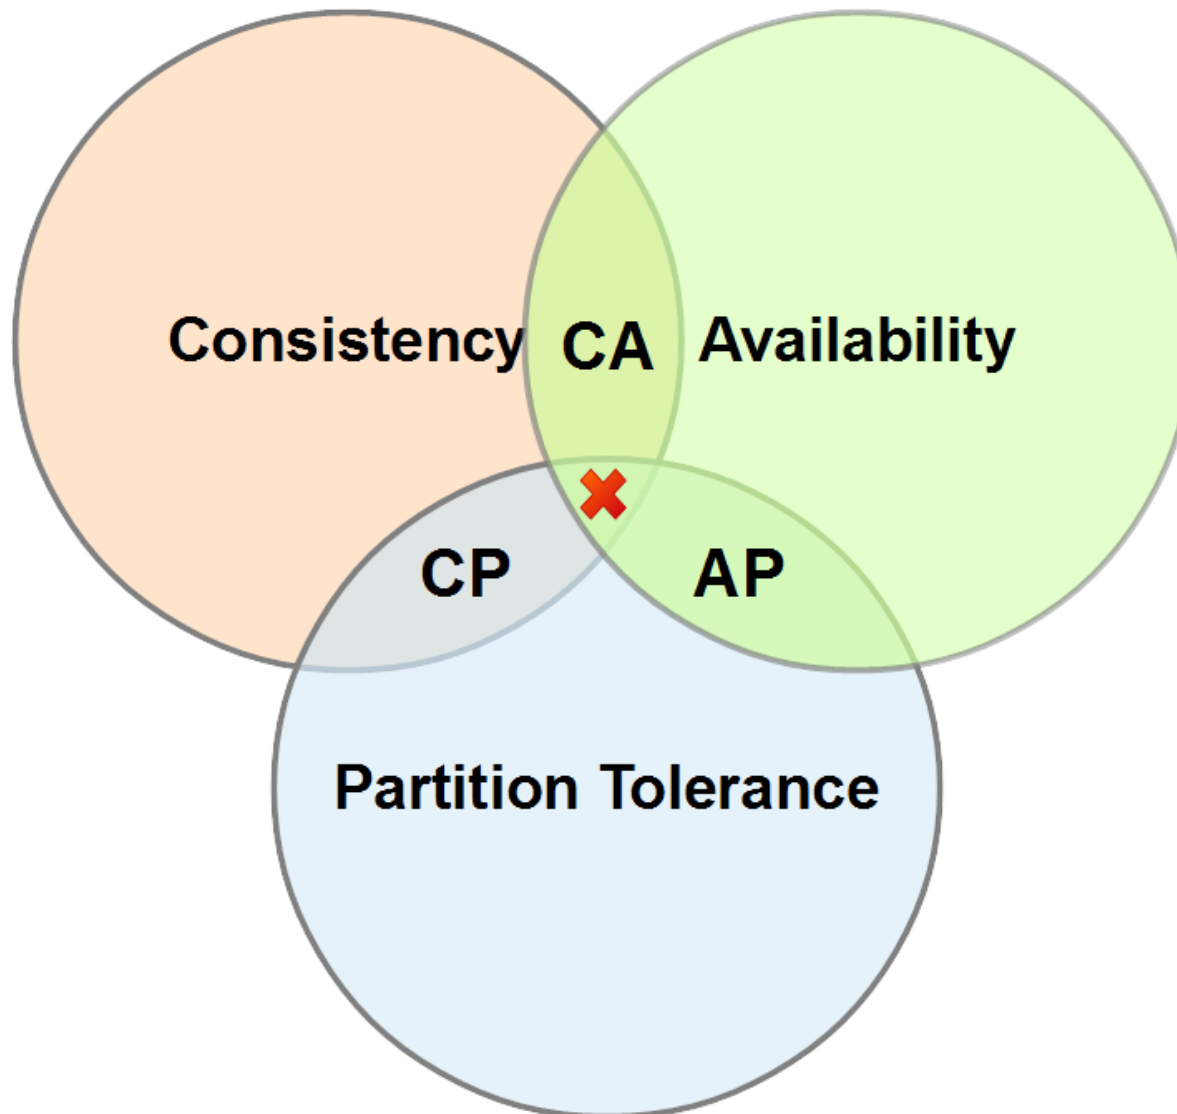 Consistency
CA
Availability
CP
AP
Partition Tolerance